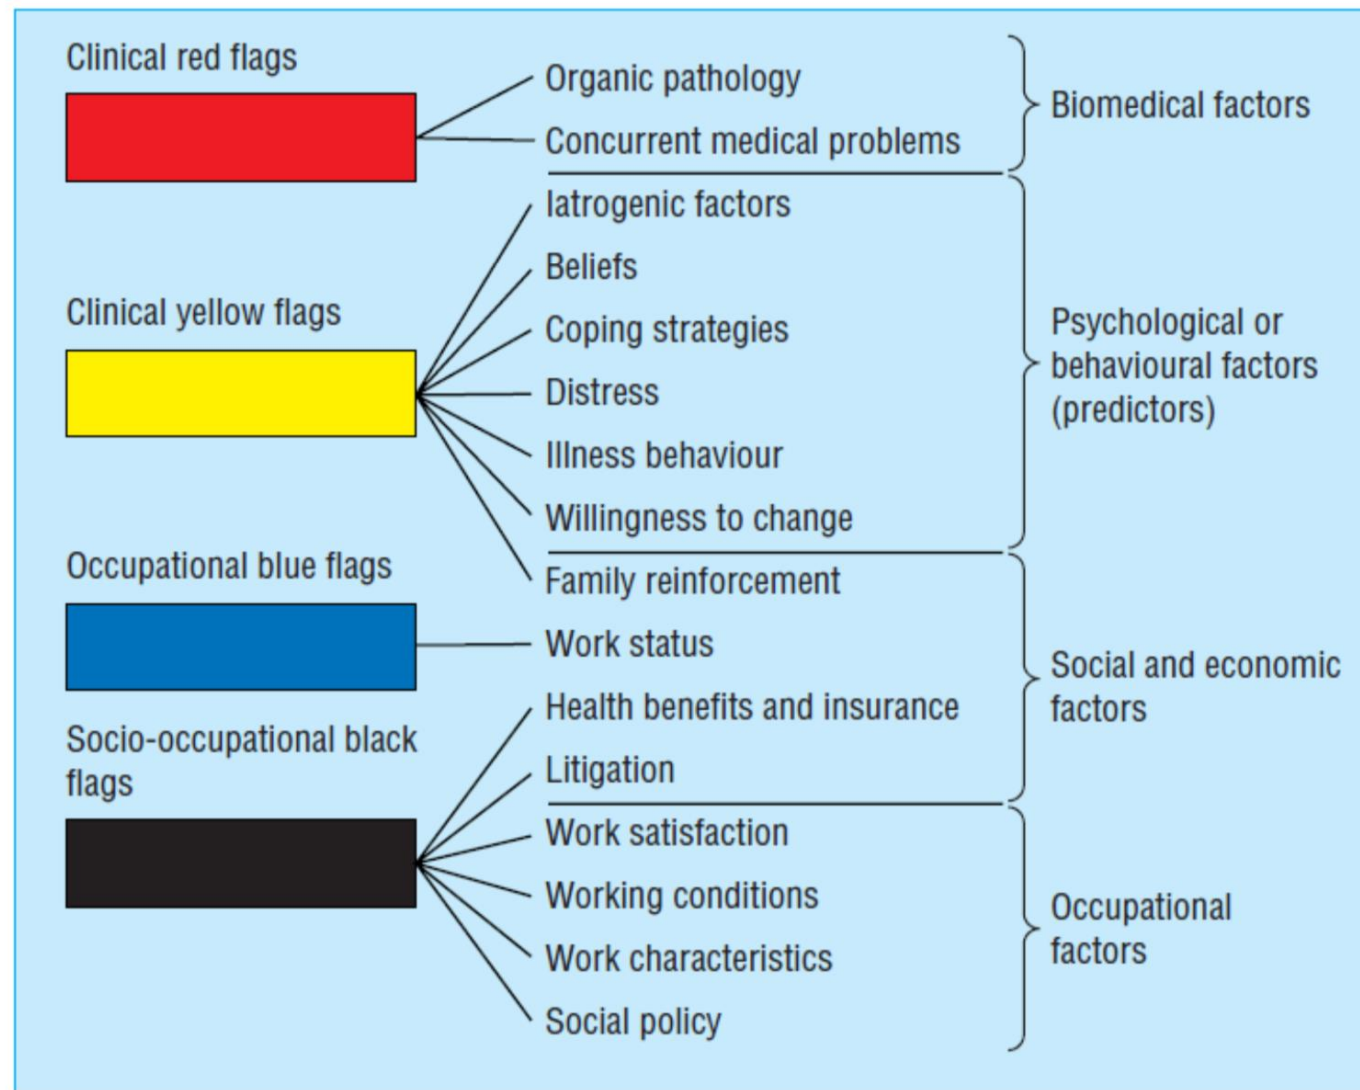 Clinical red flags
Organic pathology
Concurrent medical problems
Biomedical factors
Clinical yellow flags
Iatrogenic factors
Beliefs
Coping strategies
Distress
Illness behaviour
Willingness to change
Family reinforcement
Psychological or
behavioural factors
(predictors)
Occupational blue flags
Work status
Social and economic
factors
Socio-occupational black
flags
Health benefits and insurance
Litigation
Work satisfaction
Working conditions
Work characteristics
Social policy
Occupational
factors